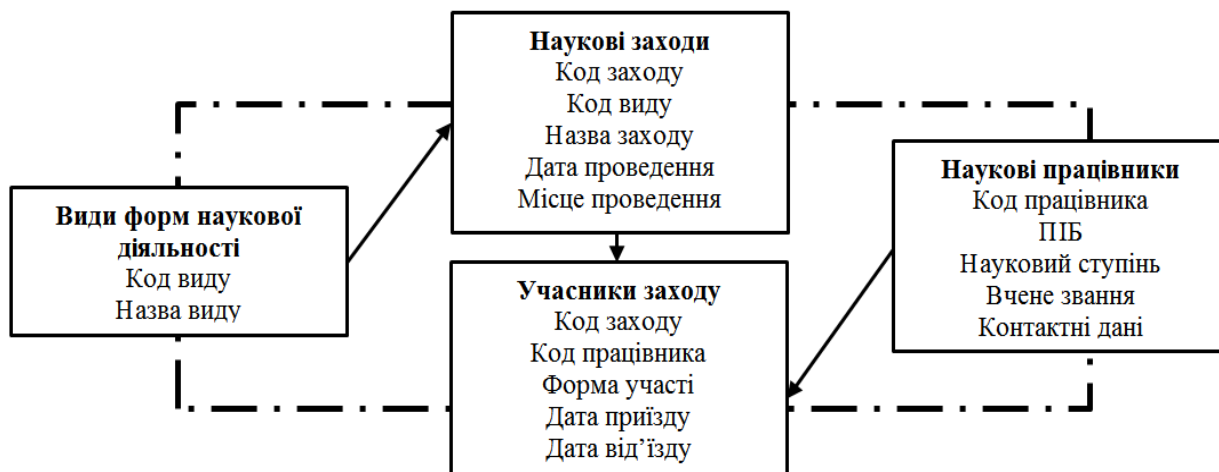 Наукові заходи
Код заходу
Код виду
Назва заходу
Дата проведення
Місце проведення
Види форм наукової
діяльності
Код виду
Назва виду
Наукові працівники
Код працівника
ПІБ
Науковий ступінь
Вчене звання
Контактні дані
Учасники заходу
Код заходу
Код працівника
Форма участі
Дата приїзду
Дата від’їзду